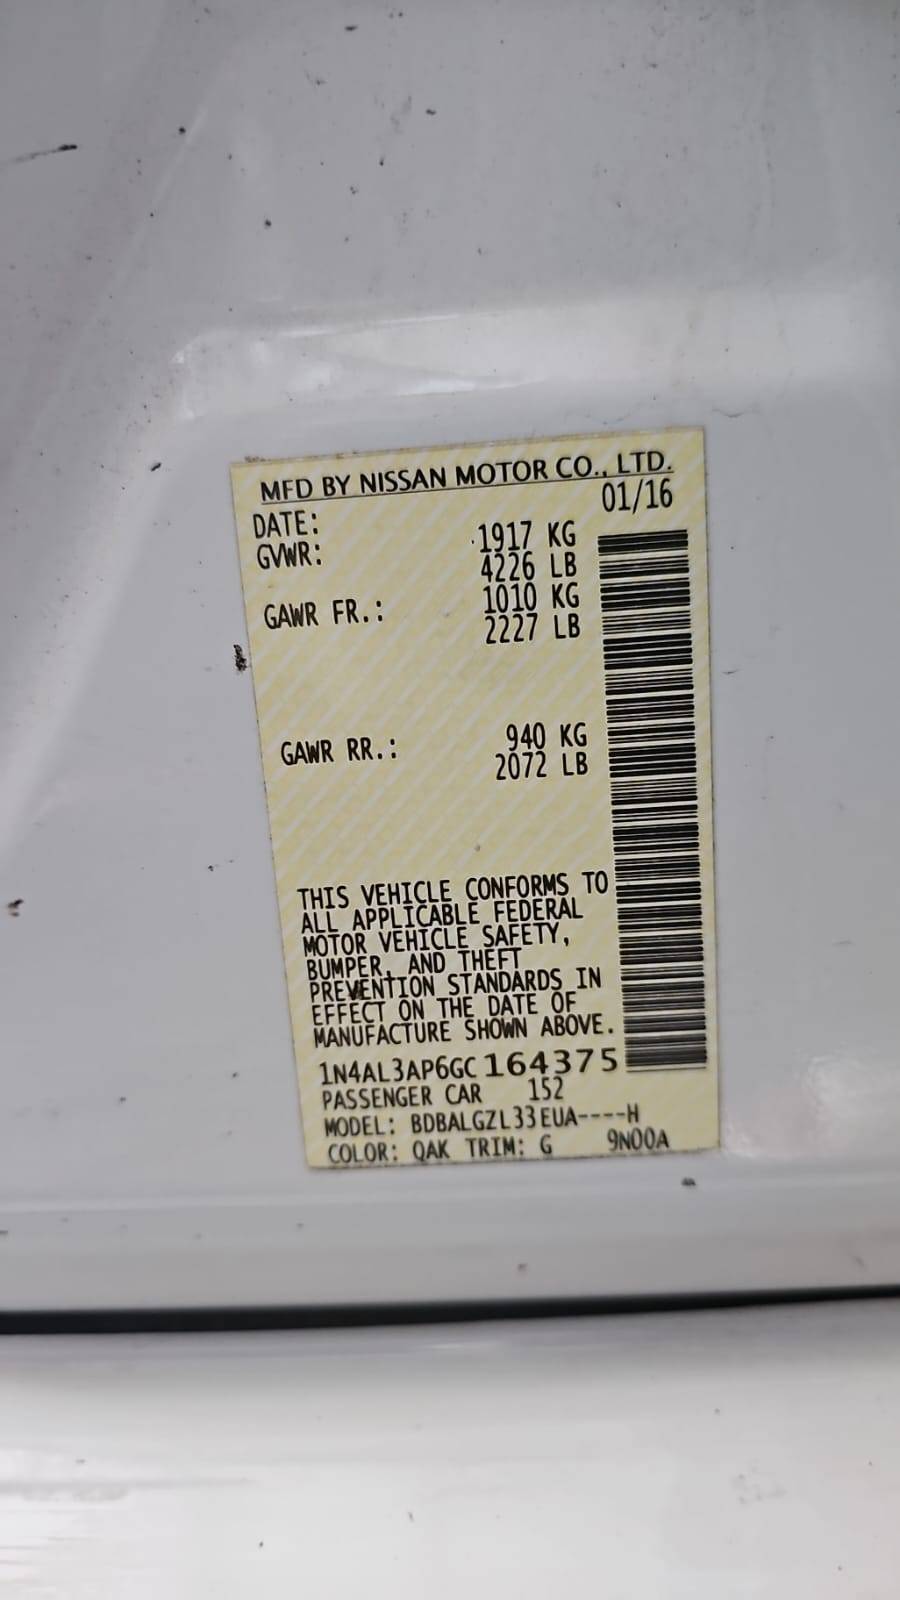 MFD BY NISSAN MOTOR CO., LTD.
DATE: 01/16
GVWR: 1917 KG
4226 LB
GAWR FR.: 1010 KG
2227 LB
GAWR RR.: 940 KG
2072 LB
THIS VEHICLE CONFORMS TO
ALL APPLICABLE FEDERAL
MOTOR VEHICLE SAFETY,
BUMPER, AND THEFT
PREVENTION STANDARDS IN
EFFECT ON THE DATE OF
MANUFACTURE SHOWN ABOVE.
1N4AL3AP6GC164375
PASSENGER CAR 152
MODEL: BDBALGZL33EUA----H
COLOR: QAK TRIM: G 9N00A